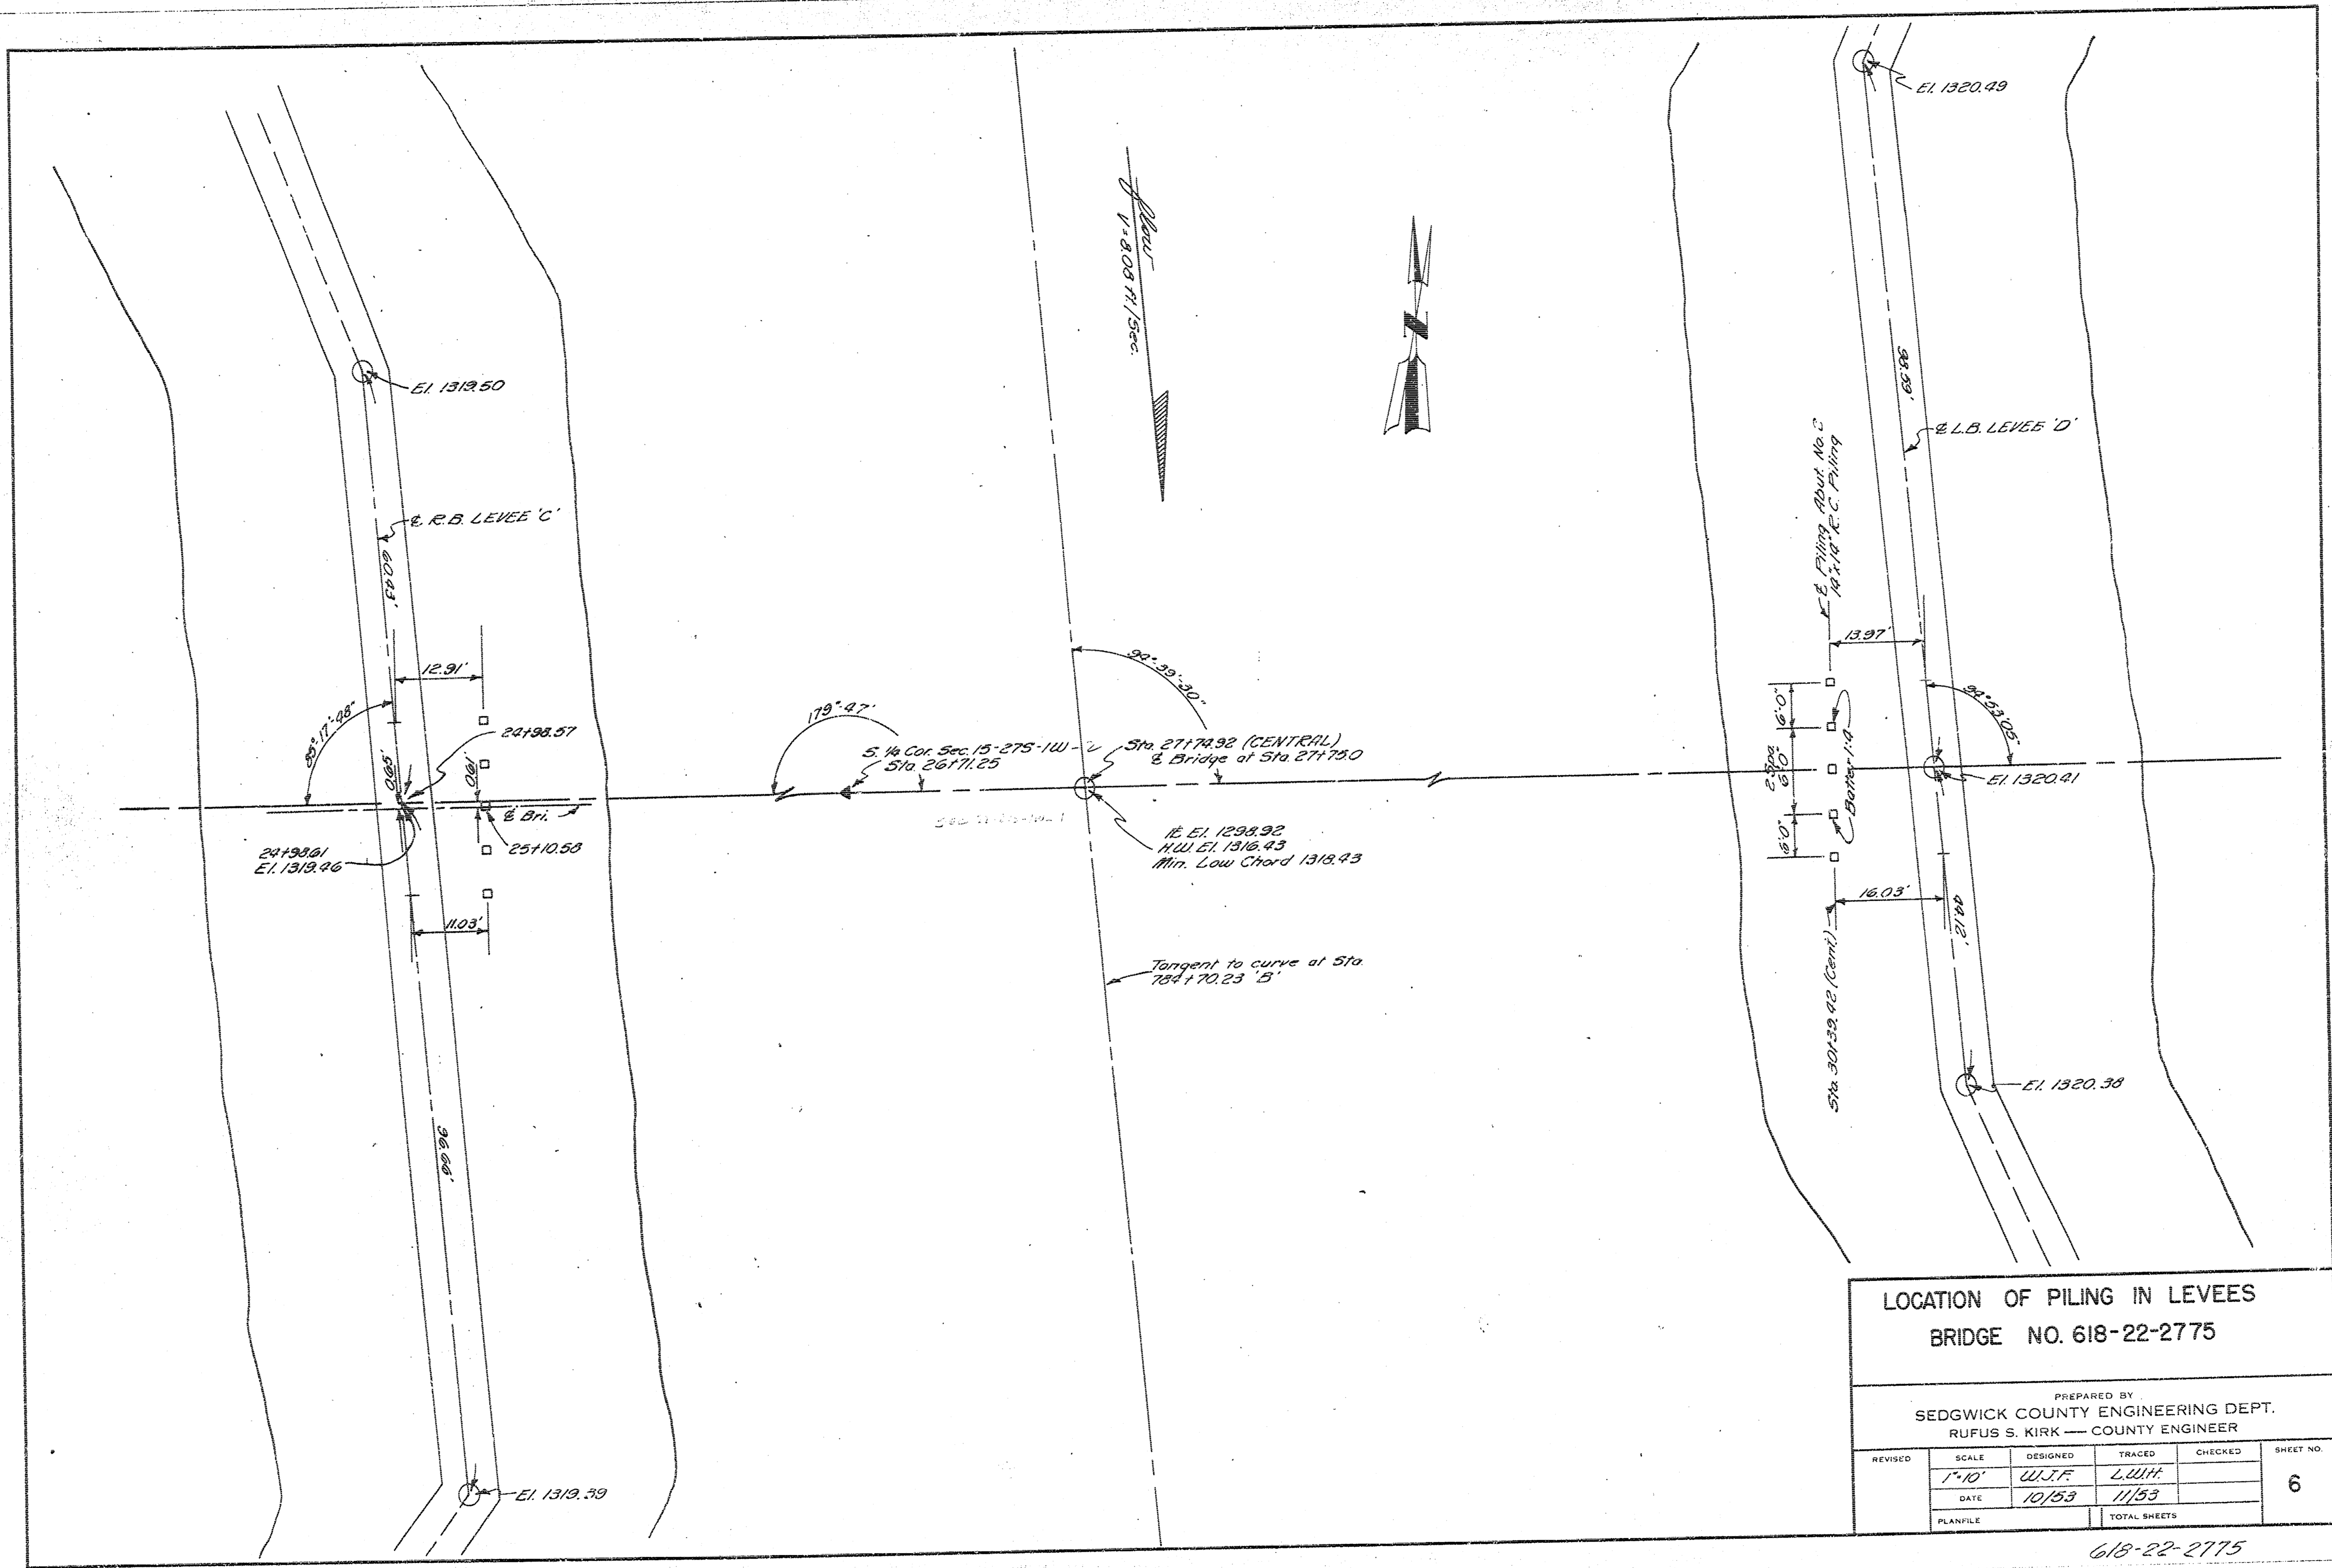 El. 1320.49
Flow
V=8.08 ft/Sec.
N
El. 1319.50
98.59'
℄ L.B. LEVEE 'D'
℄ Piling Abut. No. 2
14"x14" R.C. Piling
℄ R.B. LEVEE 'C'
60.43'
12.91'
13.97'
85°-17'-48"
94°-39'-30"
94°-53'05"
179°-47'
24+98.57
S. ¼ Cor. Sec. 15-27S-1W
Sta. 26+71.25
Sta. 27+74.92 (CENTRAL)
℄ Bridge at Sta. 27+75.0
6'-0"
2 Spa.
6'-0"
6'-0"
Batter 1:4
El. 1320.41
0.65'
1.90'
℄ Bri.
24+98.61
El. 1319.46
25+10.58
℄ El. 1298.92
H.W. El. 1316.43
Min. Low Chord 1318.43
11.03'
16.03'
44.12'
Tangent to curve at Sta.
784+70.23 'B'
Sta. 30+39.42 (Cent.)
El. 1320.38
96.66'
El. 1319.39
LOCATION OF PILING IN LEVEES
BRIDGE NO. 618-22-2775
PREPARED BY
SEDGWICK COUNTY ENGINEERING DEPT.
RUFUS S. KIRK — COUNTY ENGINEER
REVISED SCALE DESIGNED TRACED CHECKED SHEET NO.
1"=10' W.J.F. L.W.H.
6
DATE 10/53 11/53
PLANFILE TOTAL SHEETS
618-22-2775